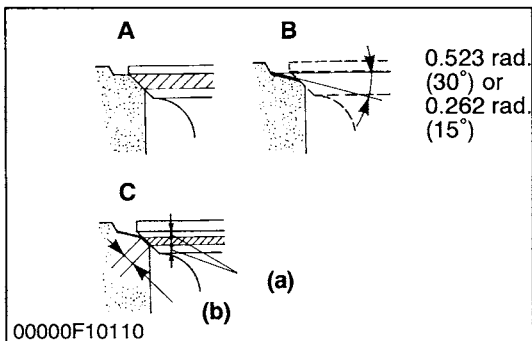 A
B
0.523 rad.
(30°) or
0.262 rad.
(15°)
C
(a)
(b)
00000F10110